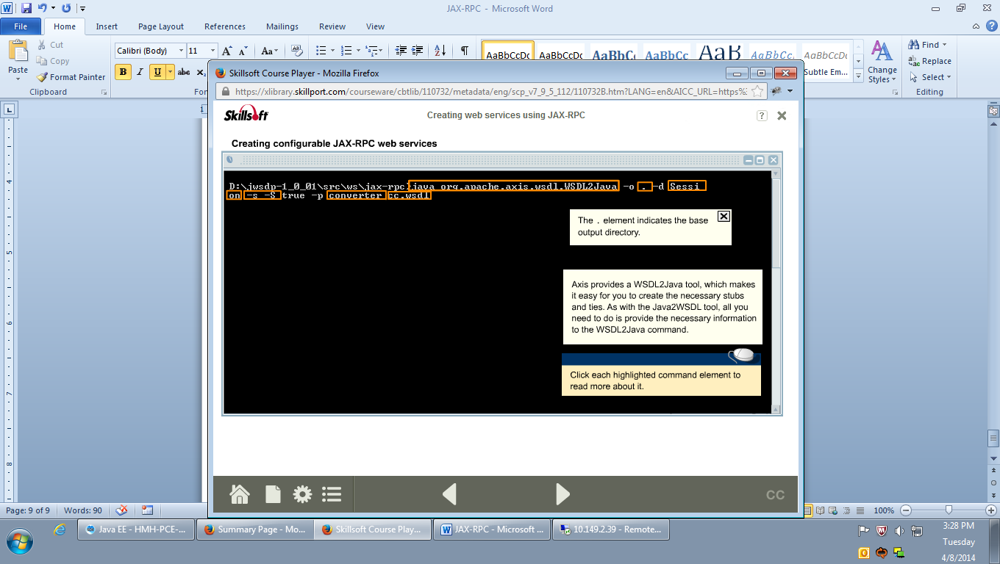 JAX-RPC - Microsoft Word
File Home Insert Page Layout References Mailings Review View
Paste
Cut
Copy
Format Painter
Clipboard
Calibri (Body) 11
A A Aa
B I U abc x₂
AaBbCcDc AaBbCcDc AaBbCc AaBbCc AaB AaBbCc. AaBbCcDc
Subtle Em...
Change Styles
Find
Replace
Select
Editing
Skillsoft Course Player - Mozilla Firefox
https://xlibrary.skillport.com/courseware/cbtlib/110732/metadata/eng/scp_v7_9_5_112/110732B.htm?LANG=en&AICC_URL=https%3
Skillsoft
Creating web services using JAX-RPC
?
Creating configurable JAX-RPC web services
D:\jwsdp-1_0_01\src\ws\jax-rpc>java org.apache.axis.wsdl.WSDL2Java -o . -d Sessi
on -s -S true -p converter cc.wsdl
The . element indicates the base
output directory.
Axis provides a WSDL2Java tool, which makes
it easy for you to create the necessary stubs
and ties. As with the Java2WSDL tool, all you
need to do is provide the necessary information
to the WSDL2Java command.
Click each highlighted command element to
read more about it.
CC
4
5
6
7
8
Page: 9 of 9 Words: 90
100%
Java EE - HMH-PCE-... Summary Page - Mo... Skillsoft Course Play... JAX-RPC - Microsoft ... 10.149.2.39 - Remote...
3:28 PM
Tuesday
4/8/2014